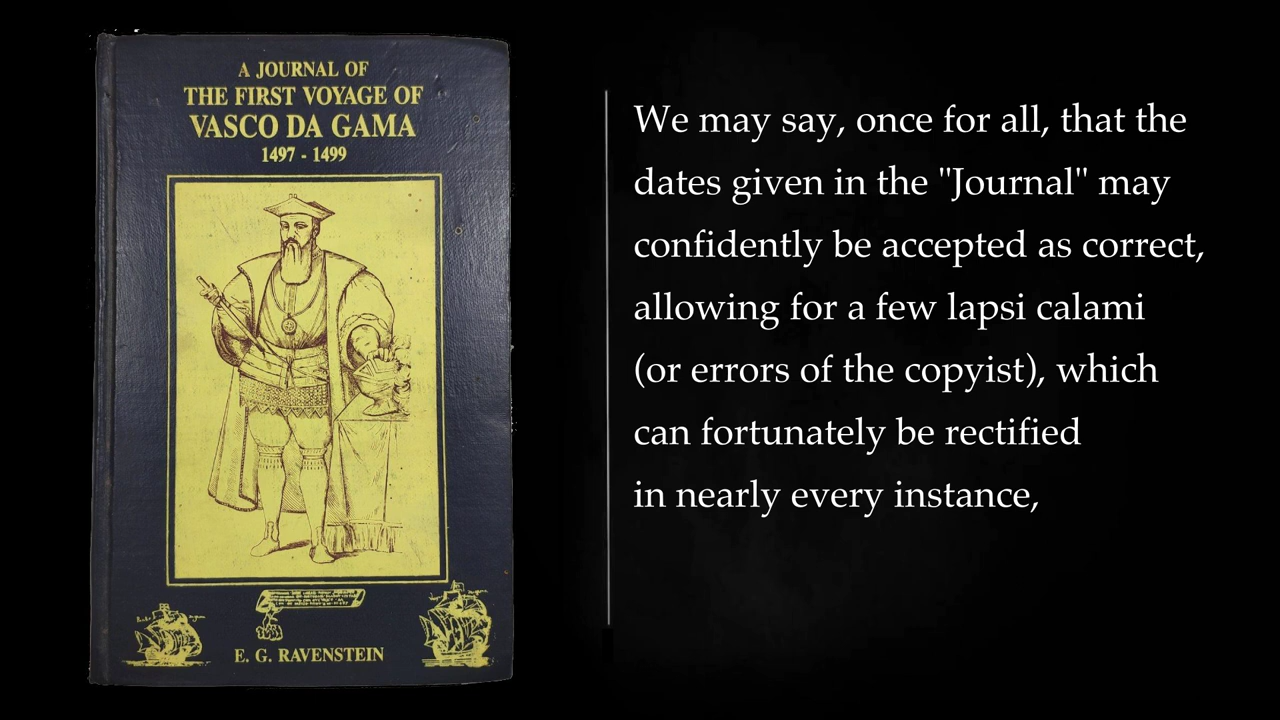 A JOURNAL OF
THE FIRST VOYAGE OF
VASCO DA GAMA
1497 - 1499
E. G. RAVENSTEIN
We may say, once for all, that the
dates given in the "Journal" may
confidently be accepted as correct,
allowing for a few lapsi calami
(or errors of the copyist), which
can fortunately be rectified
in nearly every instance,